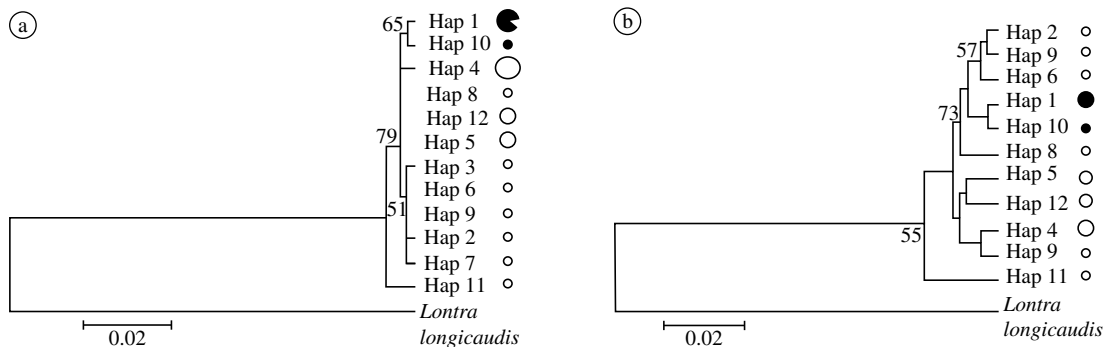 a
65
Hap 1
Hap 10
Hap 4
Hap 8
Hap 12
79
Hap 5
Hap 3
Hap 6
51
Hap 9
Hap 2
Hap 7
Hap 11
Lontra
longicaudis
0.02
b
Hap 2
57
Hap 9
Hap 6
Hap 1
73
Hap 10
Hap 8
Hap 5
Hap 12
55
Hap 4
Hap 9
Hap 11
Lontra
longicaudis
0.02